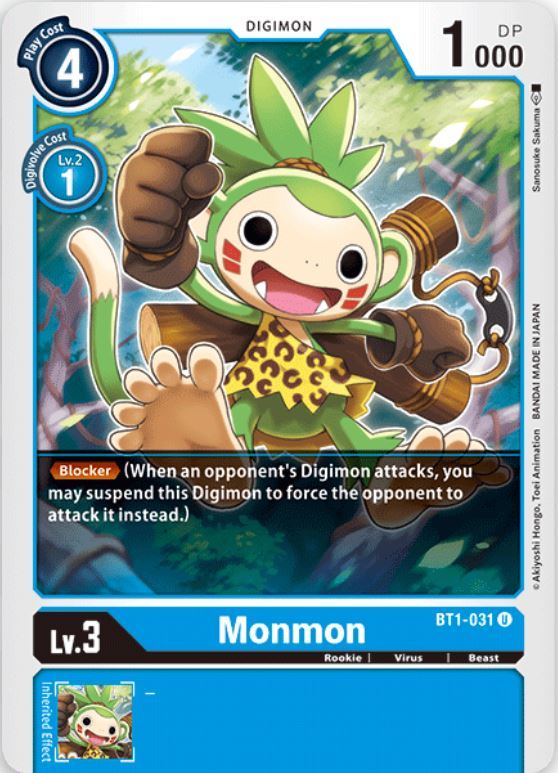 DIGIMON
Play Cost
4
DP
1000
Digivolve Cost
Lv.2
1
Sanosuke Sakuma
©Akiyoshi Hongo, Toei Animation BANDAI MADE IN JAPAN
Blocker (When an opponent's Digimon attacks, you
may suspend this Digimon to force the opponent to
attack it instead.)
BT1-031 U
Lv.3
Monmon
Rookie | Virus | Beast
Inherited Effect
–